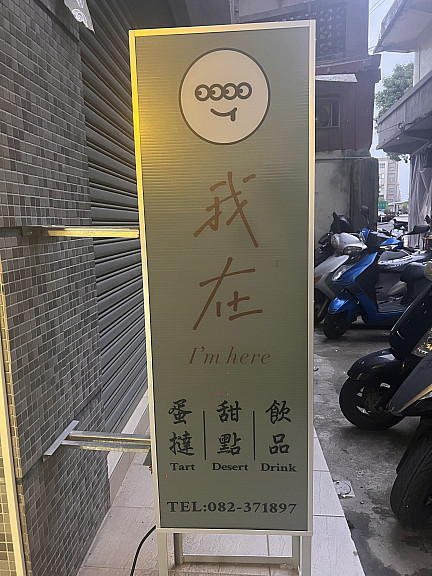 我在
I'm here
蛋撻 甜點 飲品
Tart Desert Drink
TEL:082-371897